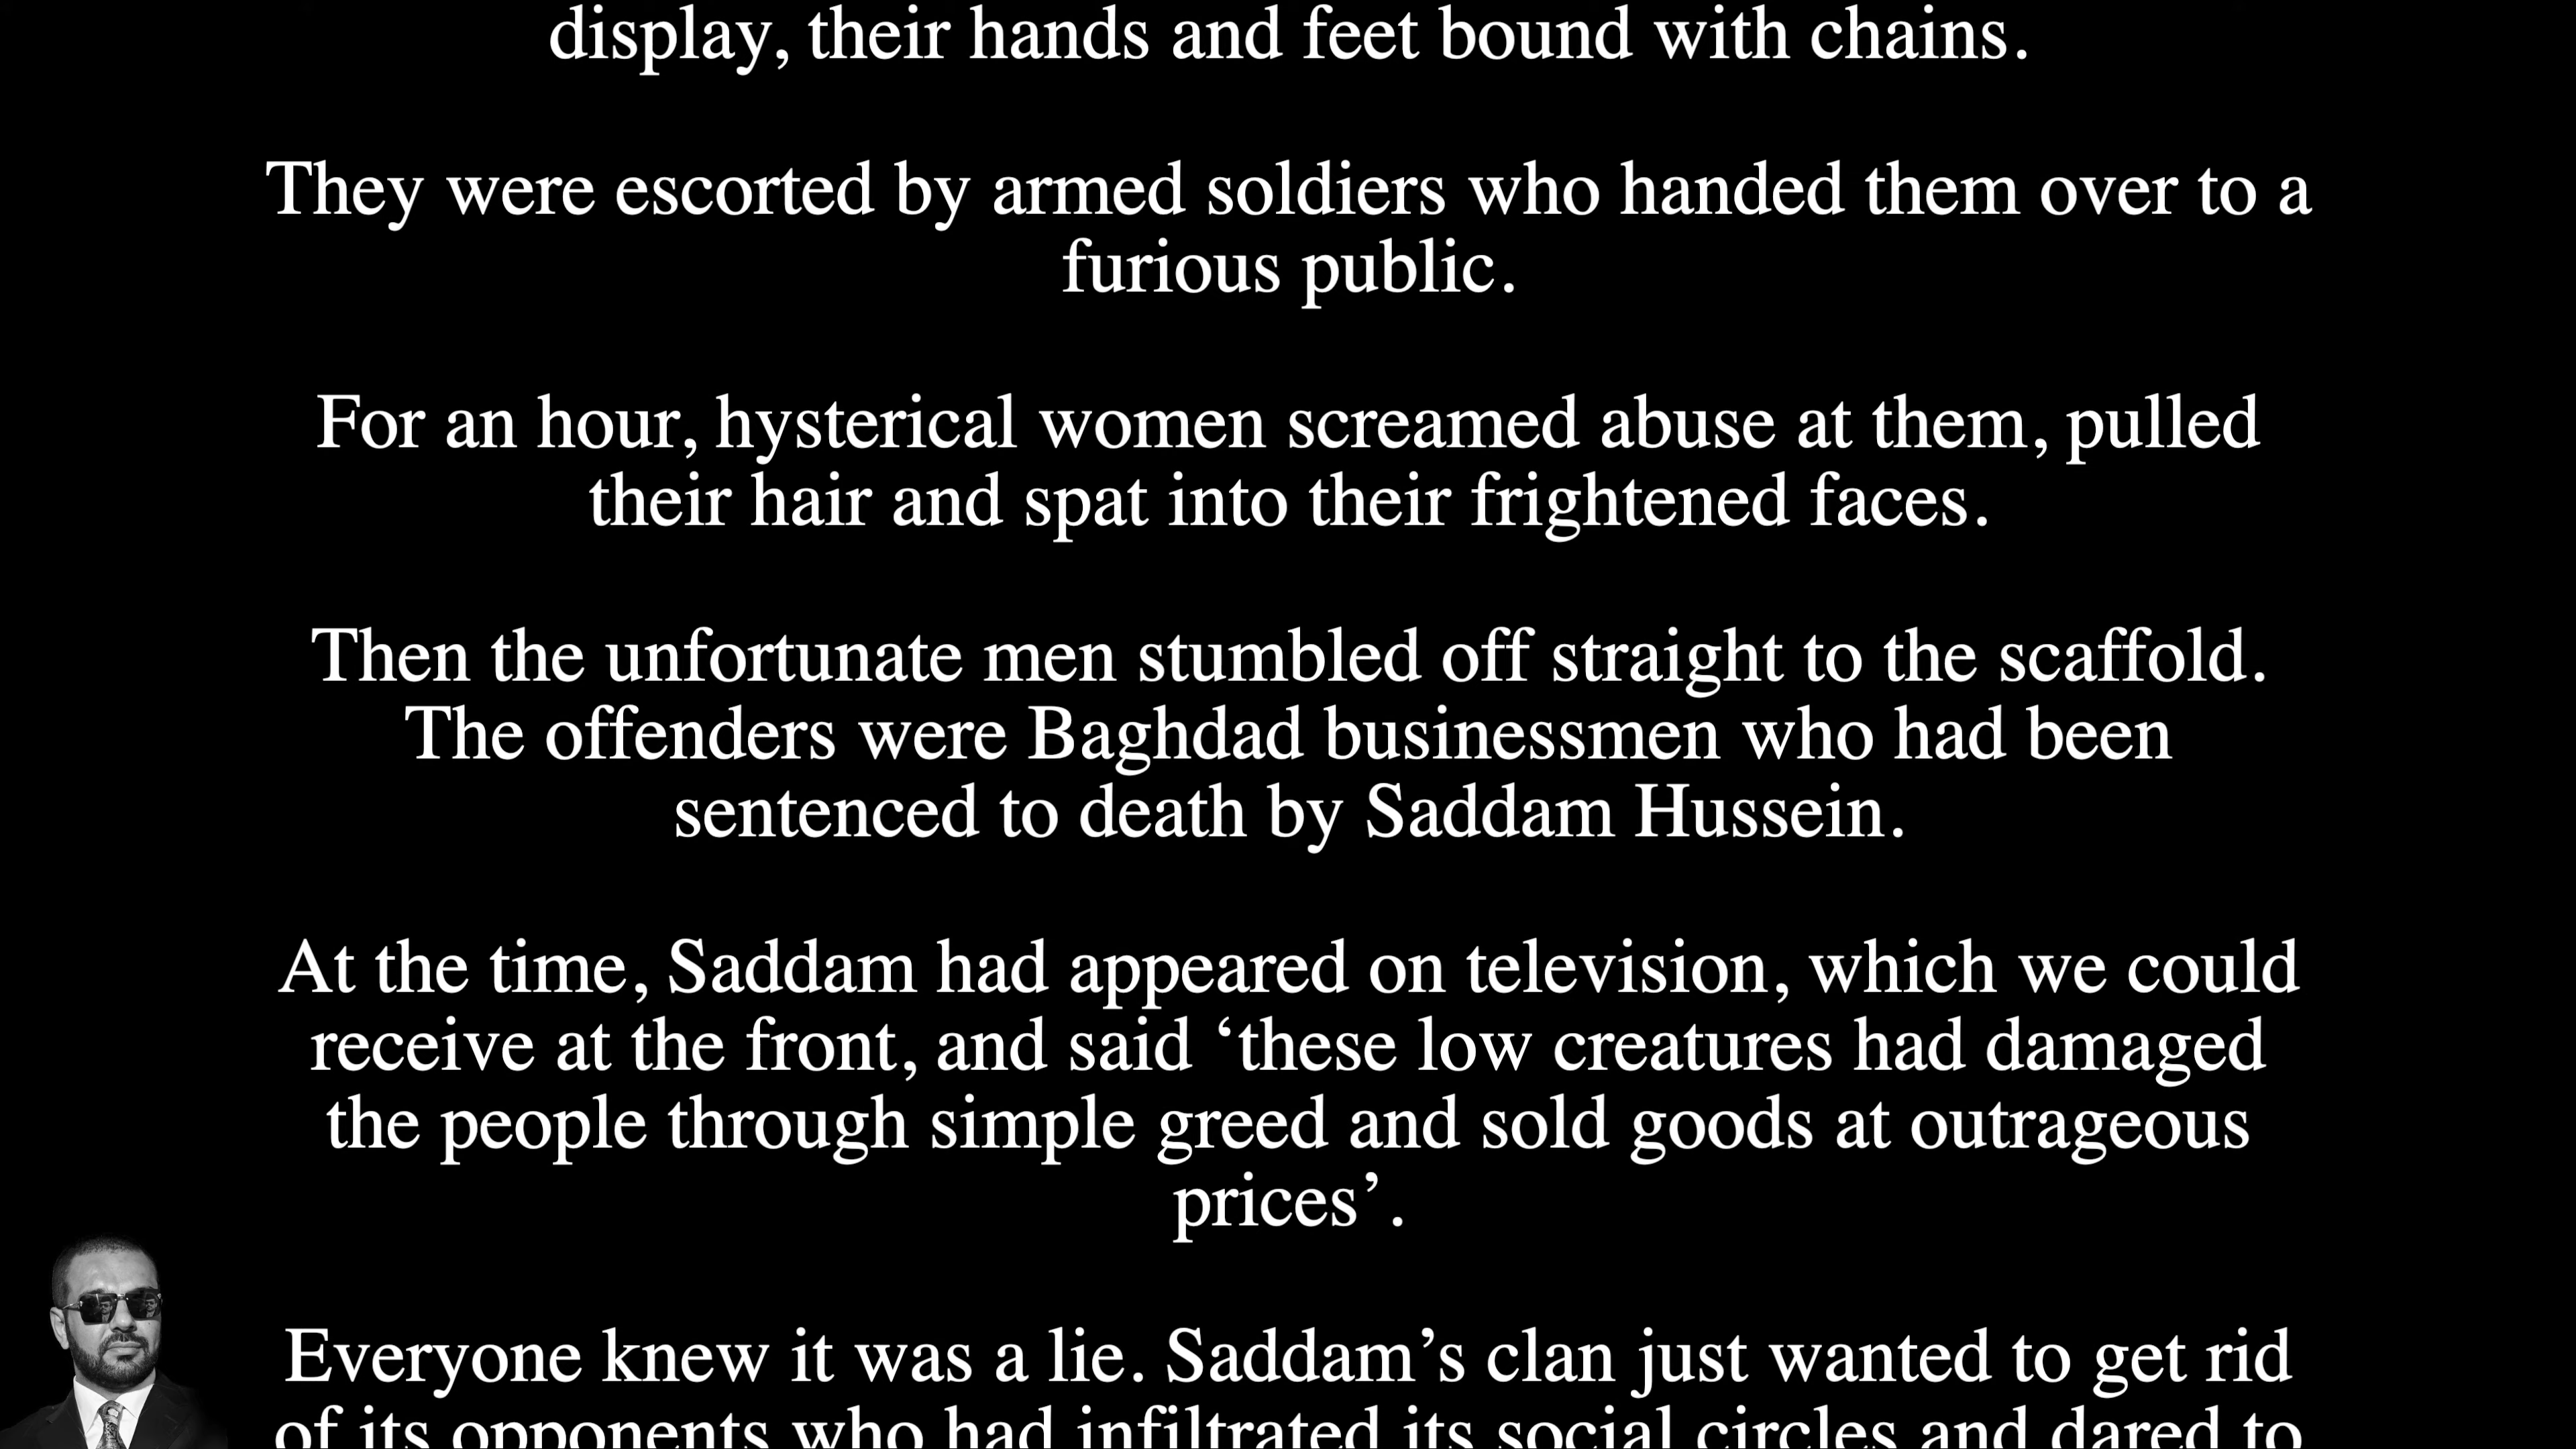 display, their hands and feet bound with chains.
They were escorted by armed soldiers who handed them over to a
furious public.
For an hour, hysterical women screamed abuse at them, pulled
their hair and spat into their frightened faces.
Then the unfortunate men stumbled off straight to the scaffold.
The offenders were Baghdad businessmen who had been
sentenced to death by Saddam Hussein.
At the time, Saddam had appeared on television, which we could
receive at the front, and said ‘these low creatures had damaged
the people through simple greed and sold goods at outrageous
prices’.
Everyone knew it was a lie. Saddam’s clan just wanted to get rid
of its opponents who had infiltrated its social circles and dared to